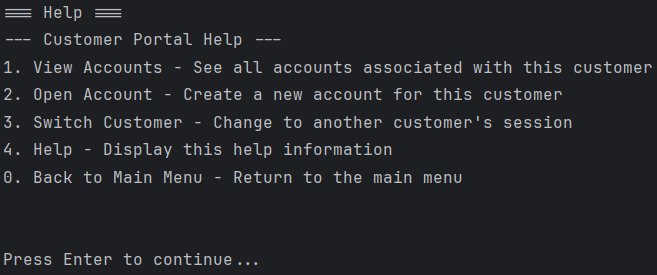 === Help ===
--- Customer Portal Help ---
1. View Accounts - See all accounts associated with this customer
2. Open Account - Create a new account for this customer
3. Switch Customer - Change to another customer's session
4. Help - Display this help information
0. Back to Main Menu - Return to the main menu
Press Enter to continue...